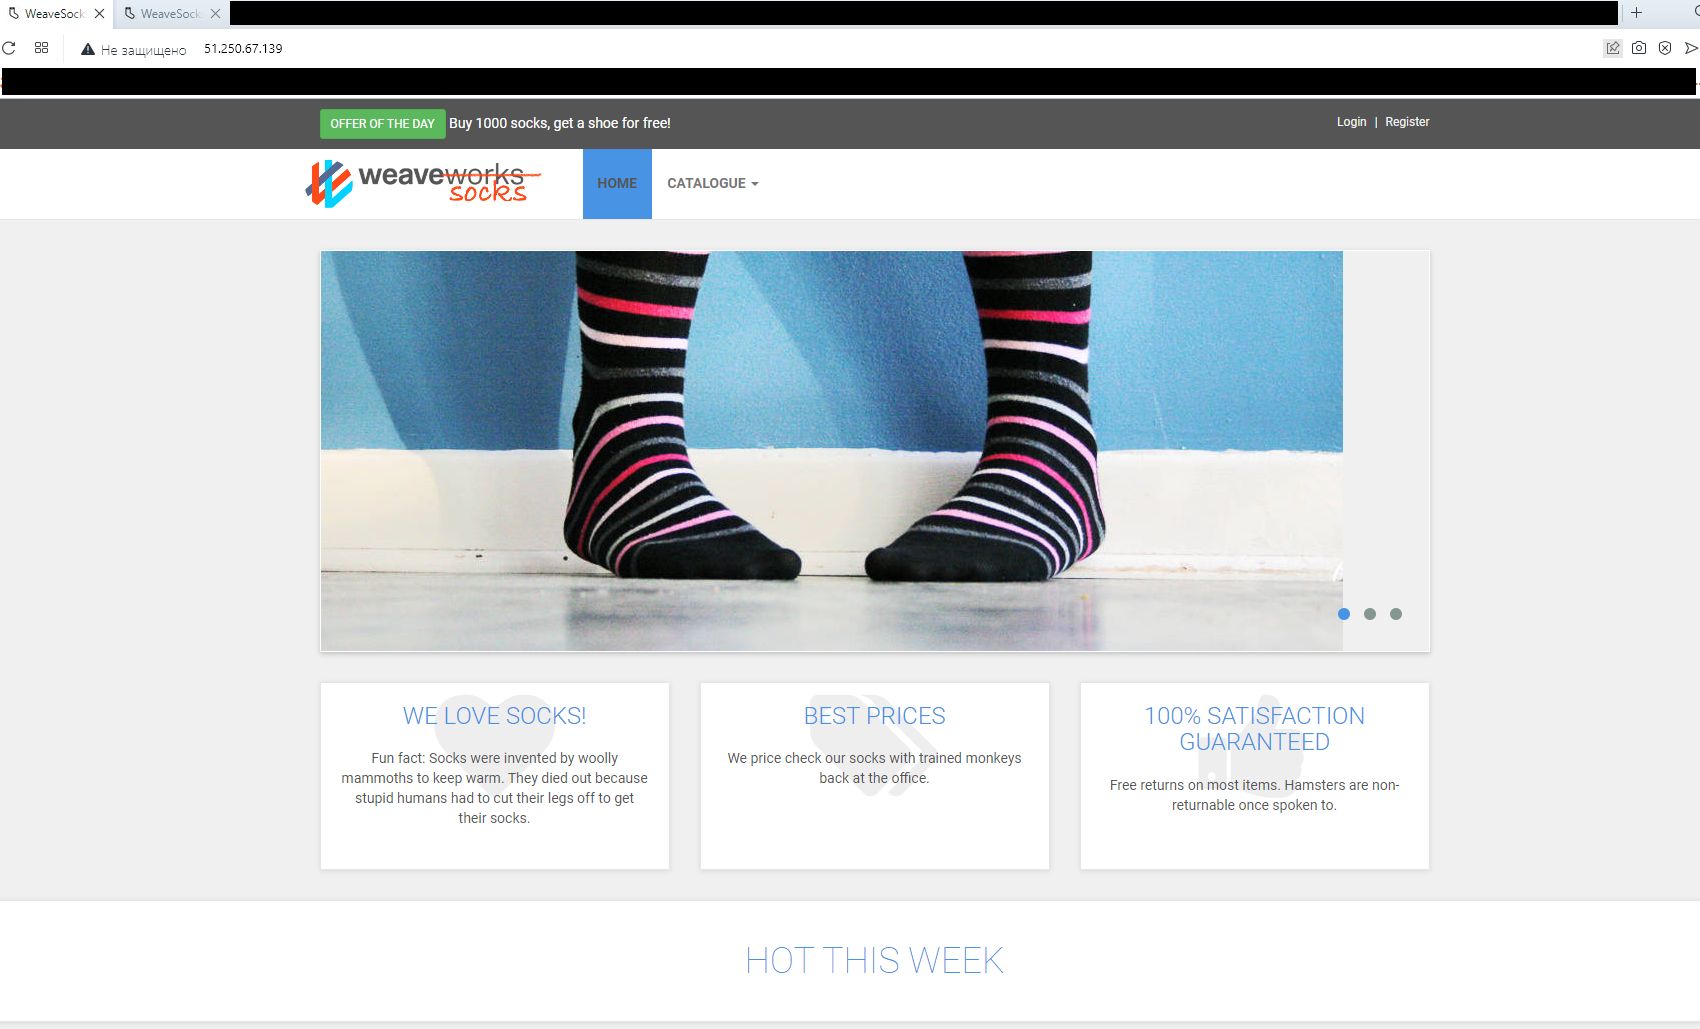 WeaveSock
WeaveSock
Не защищено 51.250.67.139
OFFER OF THE DAY Buy 1000 socks, get a shoe for free!
Login | Register
weaveworks
socks
HOME
CATALOGUE
WE LOVE SOCKS!
Fun fact: Socks were invented by woolly
mammoths to keep warm. They died out because
stupid humans had to cut their legs off to get
their socks.
BEST PRICES
We price check our socks with trained monkeys
back at the office.
100% SATISFACTION
GUARANTEED
Free returns on most items. Hamsters are non-
returnable once spoken to.
HOT THIS WEEK